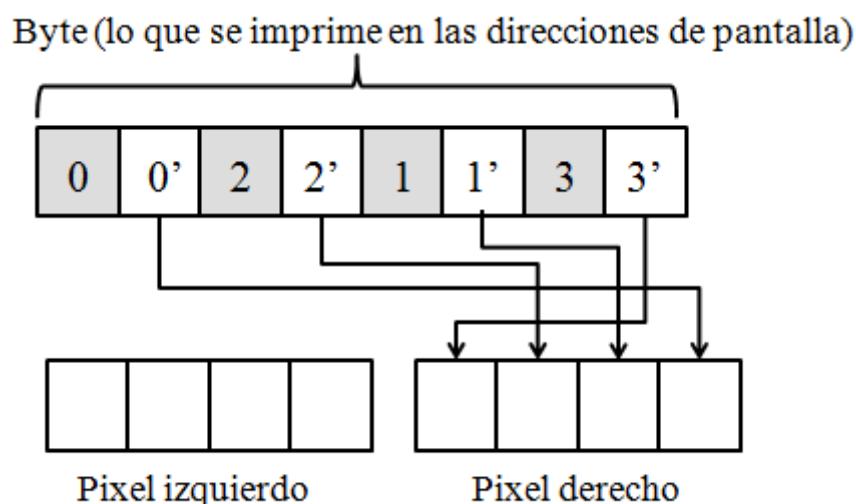 Byte (lo que se imprime en las direcciones de pantalla)
0 0’ 2 2’ 1 1’ 3 3’
Pixel izquierdo Pixel derecho